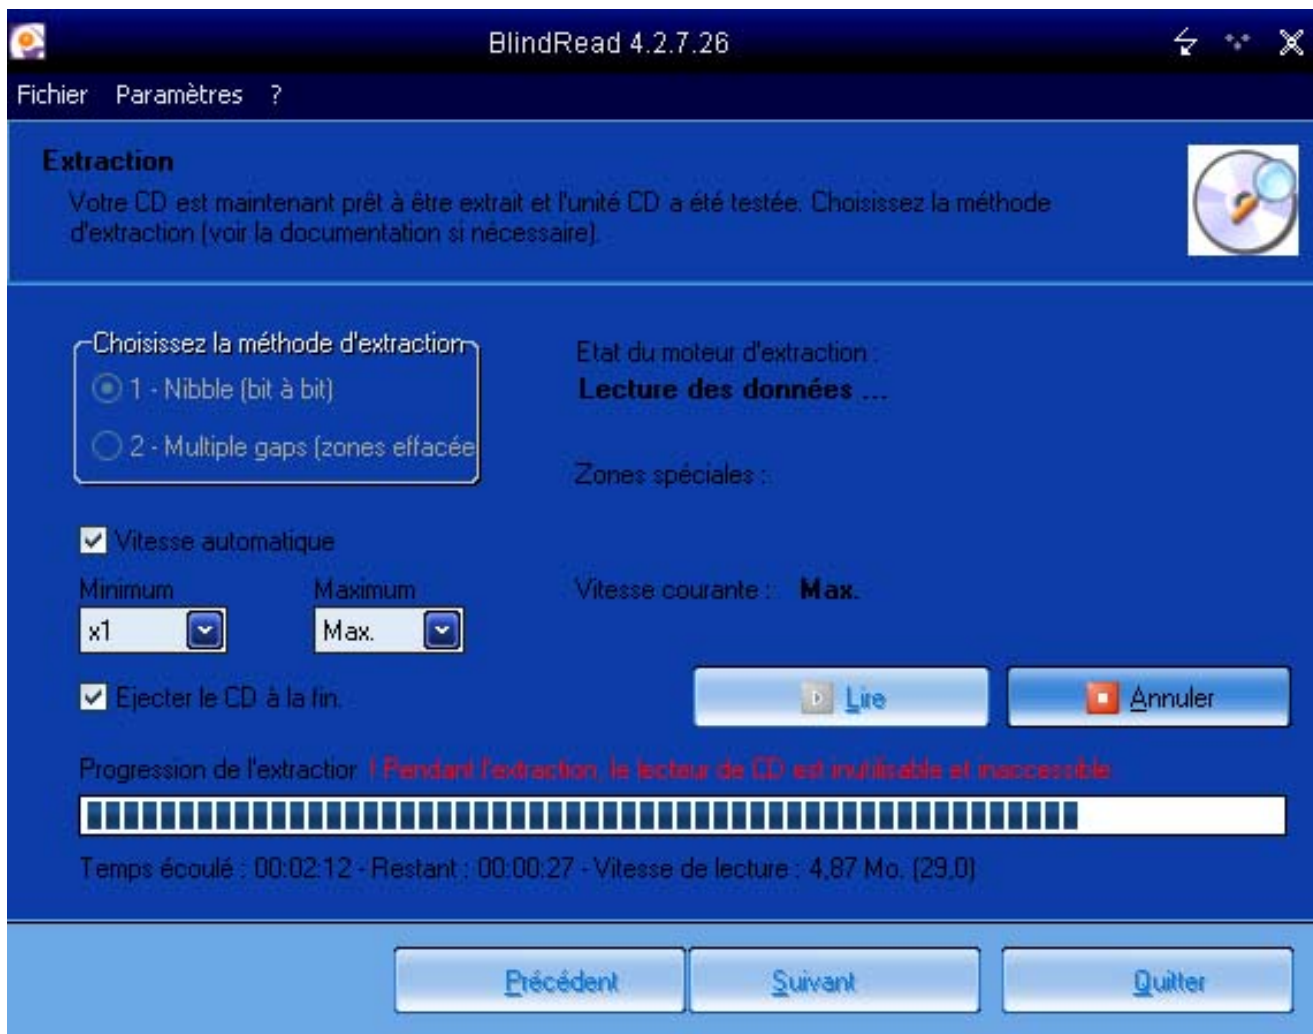 BlindRead 4.2.7.26
Fichier Paramètres ?
Extraction
Votre CD est maintenant prêt à être extrait et l'unité CD a été testée. Choisissez la méthode
d'extraction (voir la documentation si nécessaire).
Choisissez la méthode d'extraction
1 - Nibble (bit à bit)
2 - Multiple gaps (zones effacée
Etat du moteur d'extraction :
Lecture des données ...
Zones spéciales :
Vitesse automatique
Minimum Maximum
x1 Max.
Vitesse courante : Max.
Ejecter le CD à la fin.
Lire Annuler
Progression de l'extractior ! Pendant l'extraction, le lecteur de CD est inutilisable et inaccessible.
Temps écoulé : 00:02:12 - Restant : 00:00:27 - Vitesse de lecture : 4,87 Mo. (29,0)
Précédent Suivant Quitter